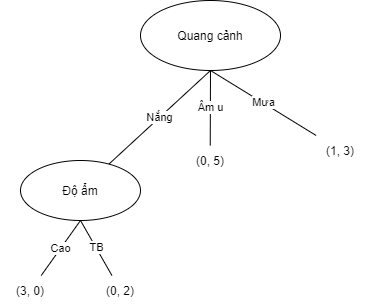 Quang cảnh
Nắng
Âm u
Mưa
(0, 5)
(1, 3)
Độ ẩm
Cao
TB
(3, 0)
(0, 2)